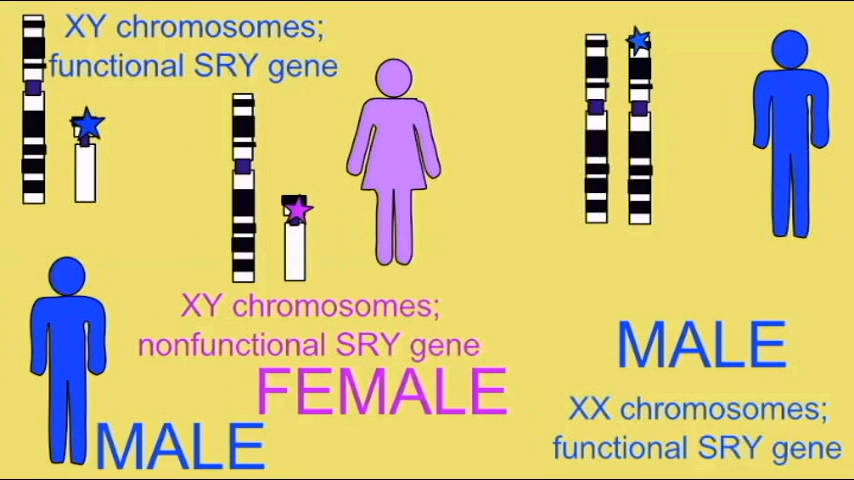 XY chromosomes;
functional SRY gene
MALE
XY chromosomes;
nonfunctional SRY gene
FEMALE
MALE
XX chromosomes;
functional SRY gene